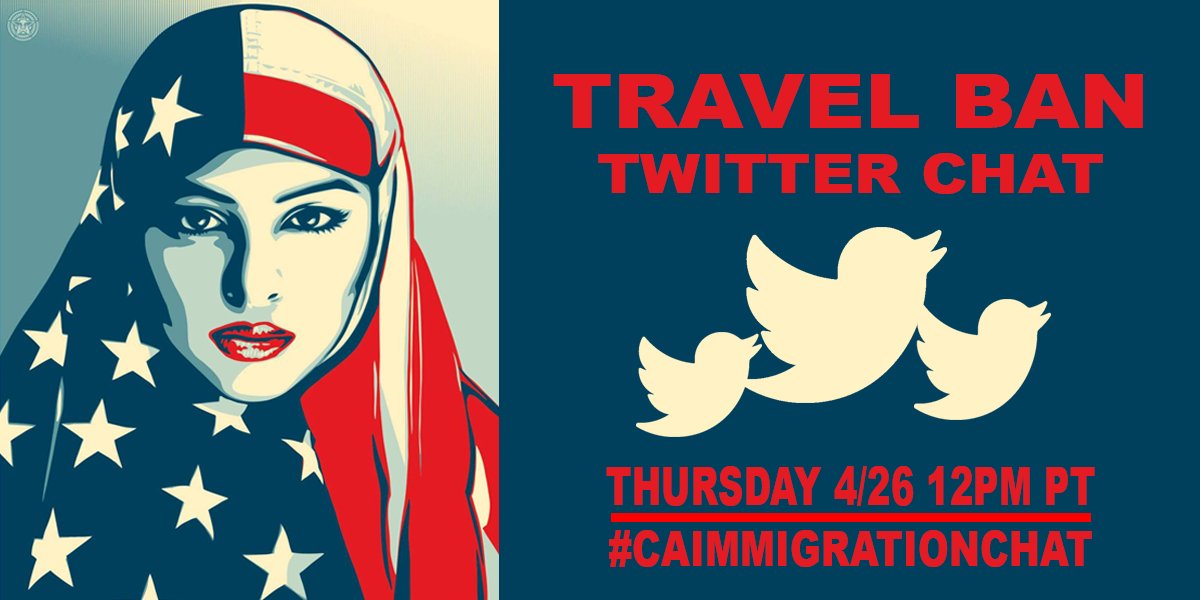 TRAVEL BAN
TWITTER CHAT
THURSDAY 4/26 12PM PT
#CAIMMIGRATIONCHAT